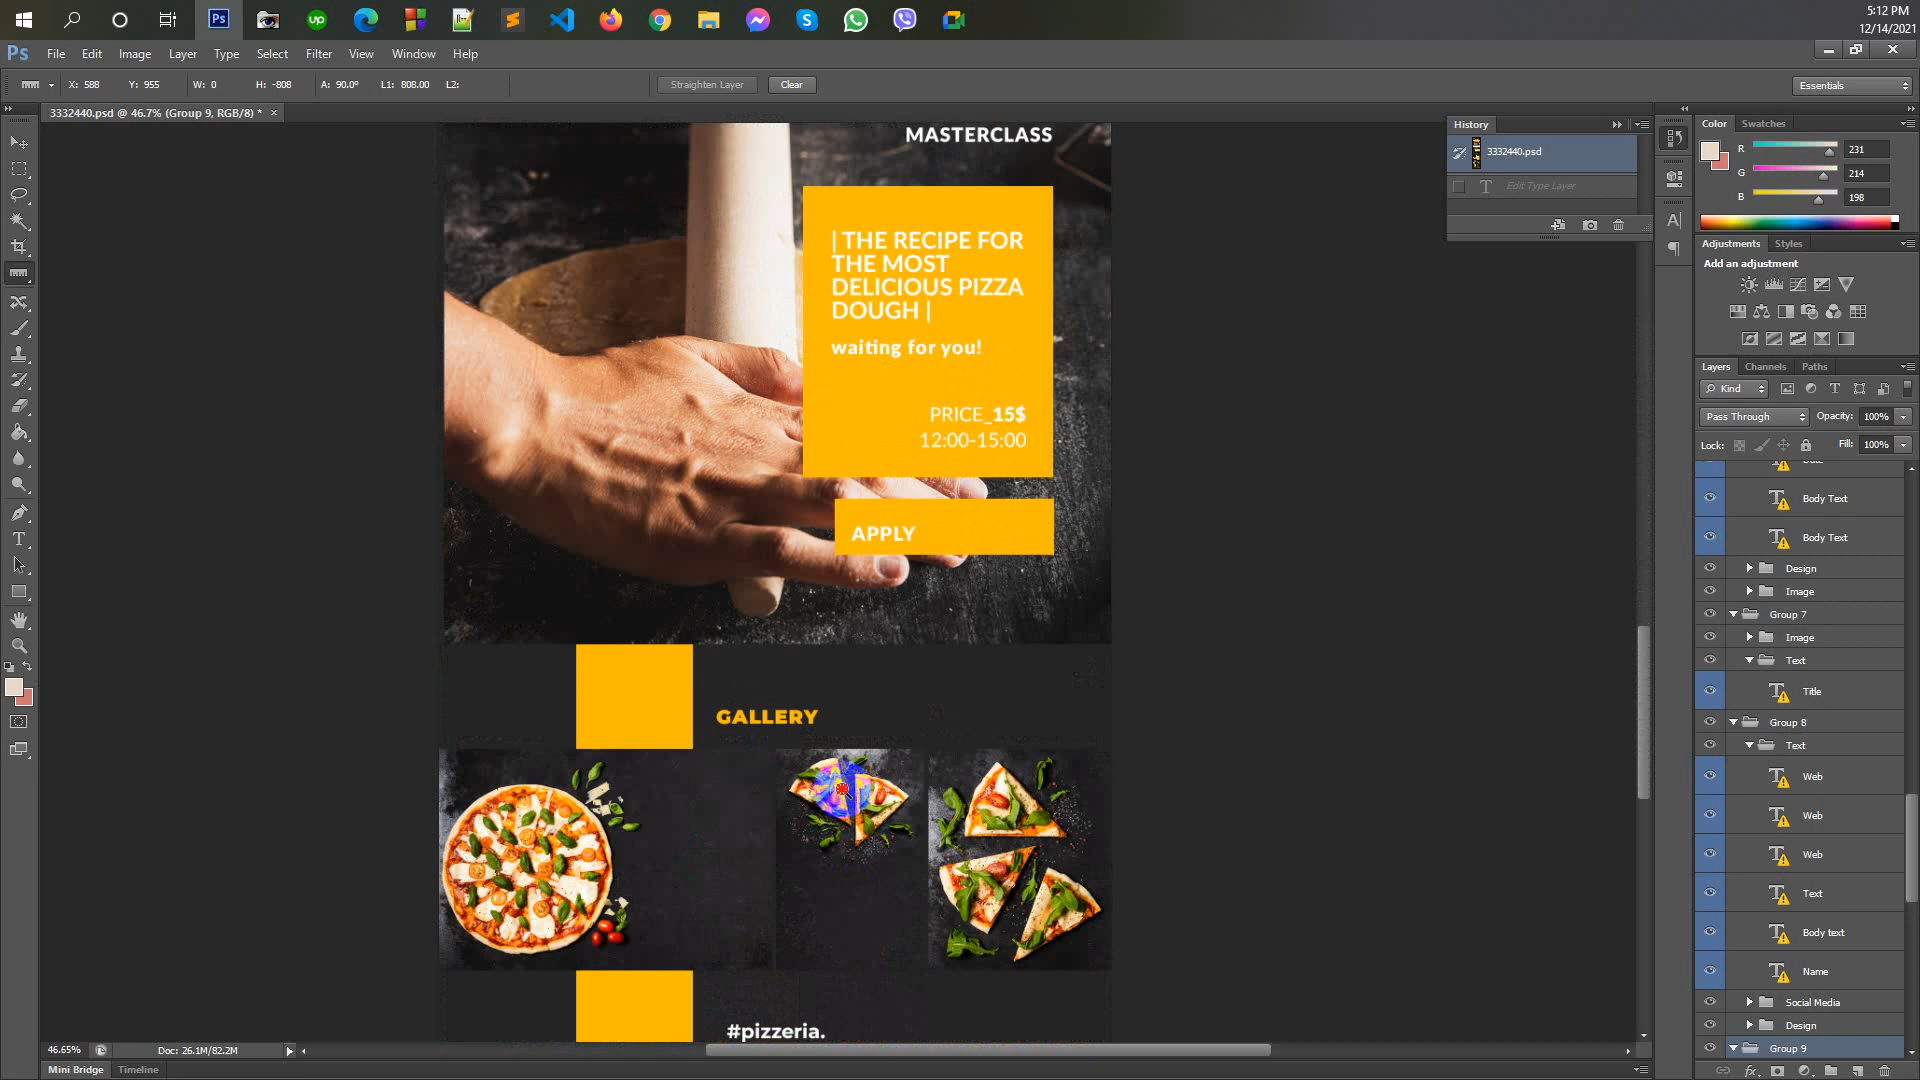 5:12 PM
12/14/2021
Ps
File Edit Image Layer Type Select Filter View Window Help
X: 588 Y: 955 W: 0 H: -808 A: 90.0° L1: 808.00 L2: Straighten Layer Clear Essentials
3332440.psd @ 46.7% (Group 9, RGB/8) * ×
MASTERCLASS
| THE RECIPE FOR
THE MOST
DELICIOUS PIZZA
DOUGH |
waiting for you!
PRICE_15$
12:00-15:00
APPLY
GALLERY
#pizzeria.
History
3332440.psd
Edit Type Layer
Color Swatches
R 231
G 214
B 198
Adjustments Styles
Add an adjustment
Layers Channels Paths
Kind
Pass Through Opacity: 100%
Lock: Fill: 100%
Body Text
Body Text
Design
Image
Group 7
Image
Text
Title
Group 8
Text
Web
Web
Web
Text
Body text
Name
Social Media
Design
Group 9
46.65% Doc: 26.1M/82.2M
Mini Bridge Timeline